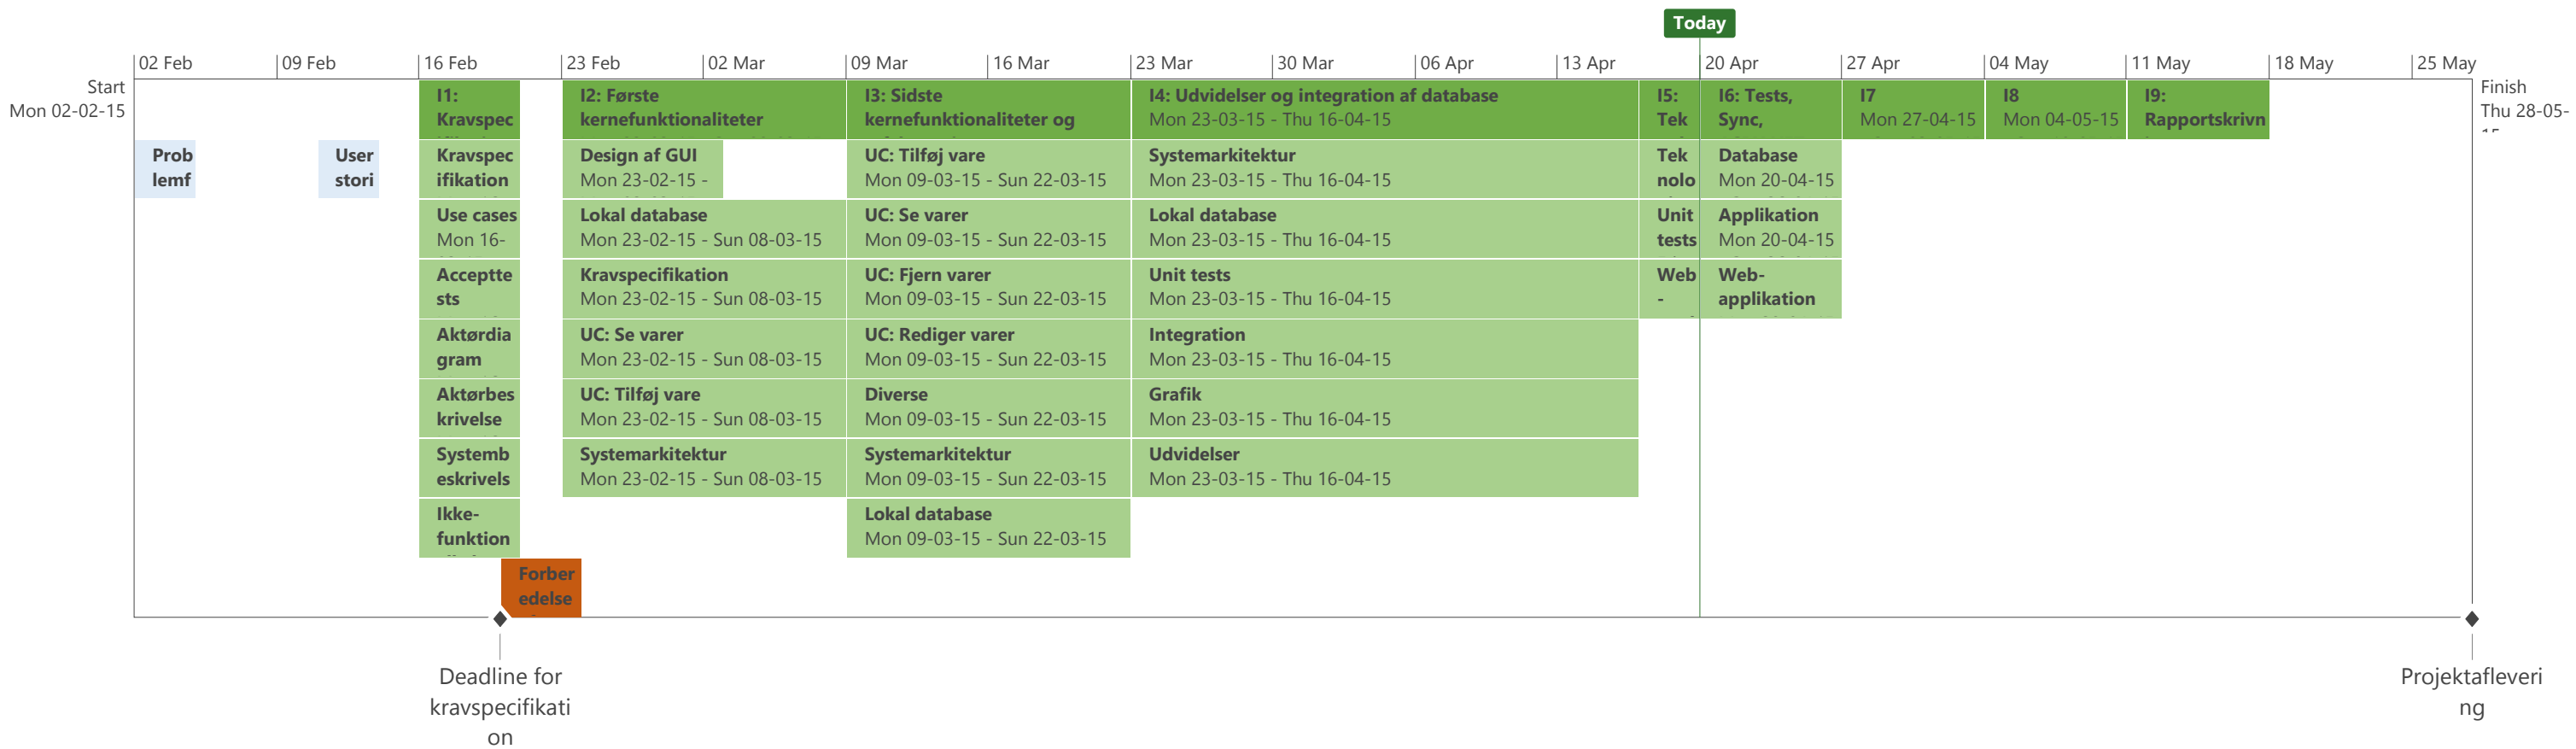 Today
02 Feb
09 Feb
16 Feb
23 Feb
02 Mar
09 Mar
16 Mar
23 Mar
30 Mar
06 Apr
13 Apr
20 Apr
27 Apr
04 May
11 May
18 May
25 May
Start
Mon 02-02-15
Finish
Thu 28-05-
I1:
Kravspec
I2: Første
kernefunktionaliteter
I3: Sidste
kernefunktionaliteter og
I4: Udvidelser og integration af database
Mon 23-03-15 - Thu 16-04-15
I5:
Tek
I6: Tests,
Sync,
I7
Mon 27-04-15
I8
Mon 04-05-15
I9:
Rapportskrivn
Prob
lemf
User
stori
Kravspec
ifikation
Use cases
Mon 16-
Acceptte
sts
Aktørdia
gram
Aktørbes
krivelse
Systemb
eskrivels
Ikke-
funktion
Forber
edelse
Design af GUI
Mon 23-02-15 -
Lokal database
Mon 23-02-15 - Sun 08-03-15
Kravspecifikation
Mon 23-02-15 - Sun 08-03-15
UC: Se varer
Mon 23-02-15 - Sun 08-03-15
UC: Tilføj vare
Mon 23-02-15 - Sun 08-03-15
Systemarkitektur
Mon 23-02-15 - Sun 08-03-15
UC: Tilføj vare
Mon 09-03-15 - Sun 22-03-15
UC: Se varer
Mon 09-03-15 - Sun 22-03-15
UC: Fjern varer
Mon 09-03-15 - Sun 22-03-15
UC: Rediger varer
Mon 09-03-15 - Sun 22-03-15
Diverse
Mon 09-03-15 - Sun 22-03-15
Systemarkitektur
Mon 09-03-15 - Sun 22-03-15
Lokal database
Mon 09-03-15 - Sun 22-03-15
Systemarkitektur
Mon 23-03-15 - Thu 16-04-15
Lokal database
Mon 23-03-15 - Thu 16-04-15
Unit tests
Mon 23-03-15 - Thu 16-04-15
Integration
Mon 23-03-15 - Thu 16-04-15
Grafik
Mon 23-03-15 - Thu 16-04-15
Udvidelser
Mon 23-03-15 - Thu 16-04-15
Tek
nolo
Unit
tests
Web
-
Database
Mon 20-04-15
Applikation
Mon 20-04-15
Web-
applikation
Deadline for
kravspecifikati
on
Projektafleveri
ng